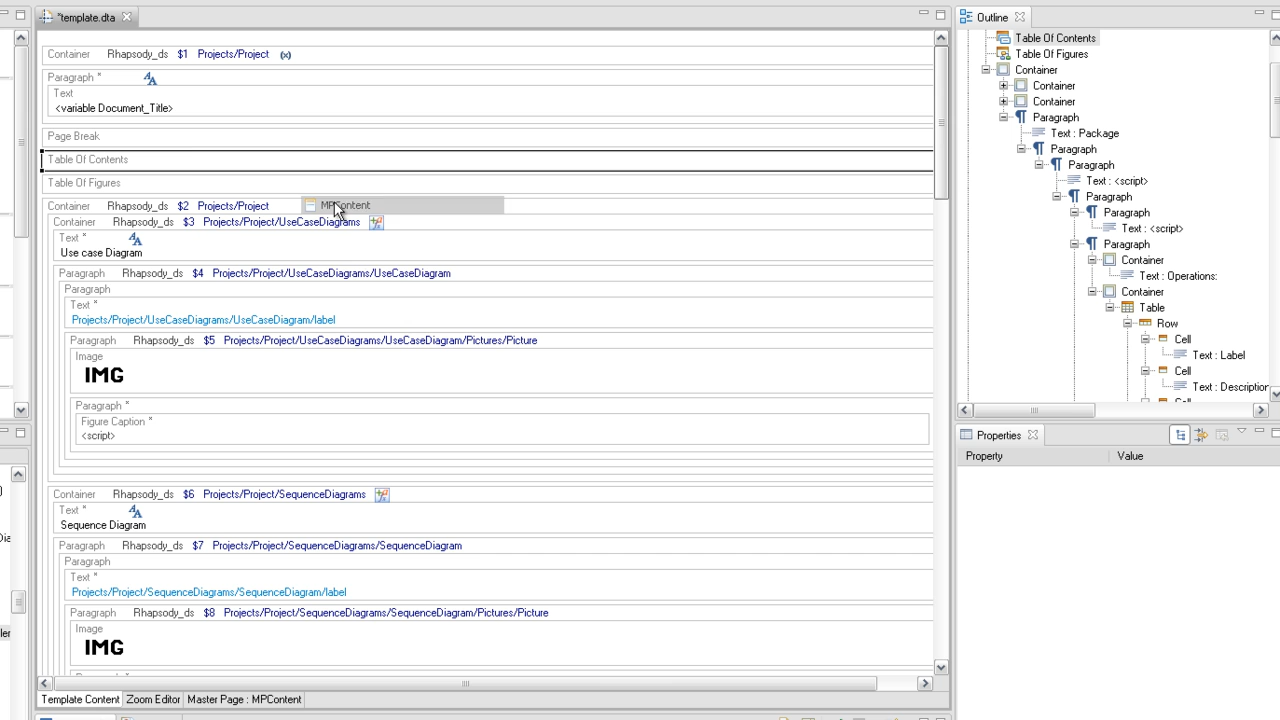 *template.dta
Container Rhapsody_ds $1 Projects/Project (x)
Paragraph *
Text
<variable Document_Title>
Page Break
Table Of Contents
Table Of Figures
Container Rhapsody_ds $2 Projects/Project MPContent
Container Rhapsody_ds $3 Projects/Project/UseCaseDiagrams
Text *
Use case Diagram
Paragraph Rhapsody_ds $4 Projects/Project/UseCaseDiagrams/UseCaseDiagram
Paragraph
Text *
Projects/Project/UseCaseDiagrams/UseCaseDiagram/label
Paragraph Rhapsody_ds $5 Projects/Project/UseCaseDiagrams/UseCaseDiagram/Pictures/Picture
Image
IMG
Paragraph *
Figure Caption *
<script>
Container Rhapsody_ds $6 Projects/Project/SequenceDiagrams
Text *
Sequence Diagram
Paragraph Rhapsody_ds $7 Projects/Project/SequenceDiagrams/SequenceDiagram
Paragraph
Text *
Projects/Project/SequenceDiagrams/SequenceDiagram/label
Paragraph Rhapsody_ds $8 Projects/Project/SequenceDiagrams/SequenceDiagram/Pictures/Picture
Image
IMG
Template Content Zoom Editor Master Page : MPContent
Outline
Table Of Contents
Table Of Figures
Container
Container
Container
Paragraph
Text : Package
Paragraph
Paragraph
Text : <script>
Paragraph
Paragraph
Text : <script>
Paragraph
Container
Text : Operations:
Container
Table
Row
Cell
Text : Label
Cell
Text : Description
Properties
Property Value